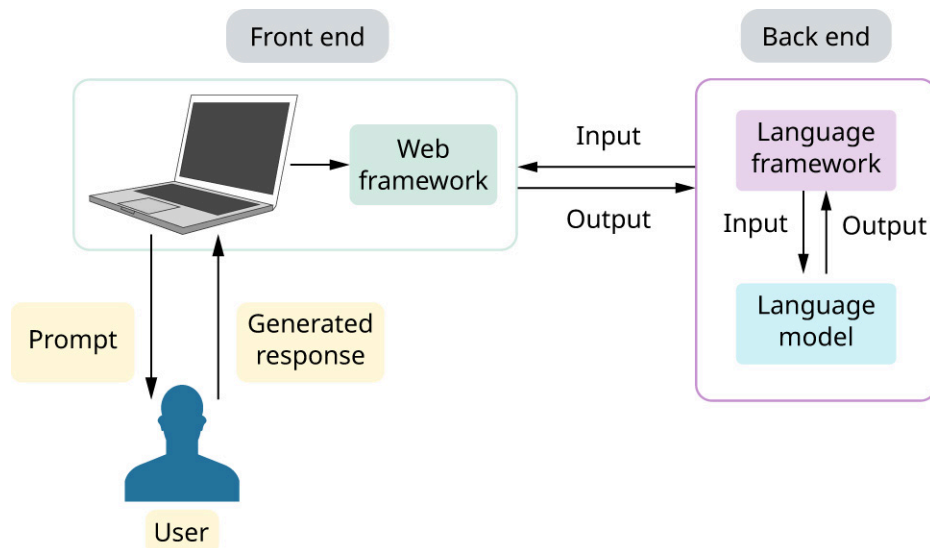 Front end
Back end
Web
framework
Input
Output
Language
framework
Input
Output
Language
model
Prompt
Generated
response
User